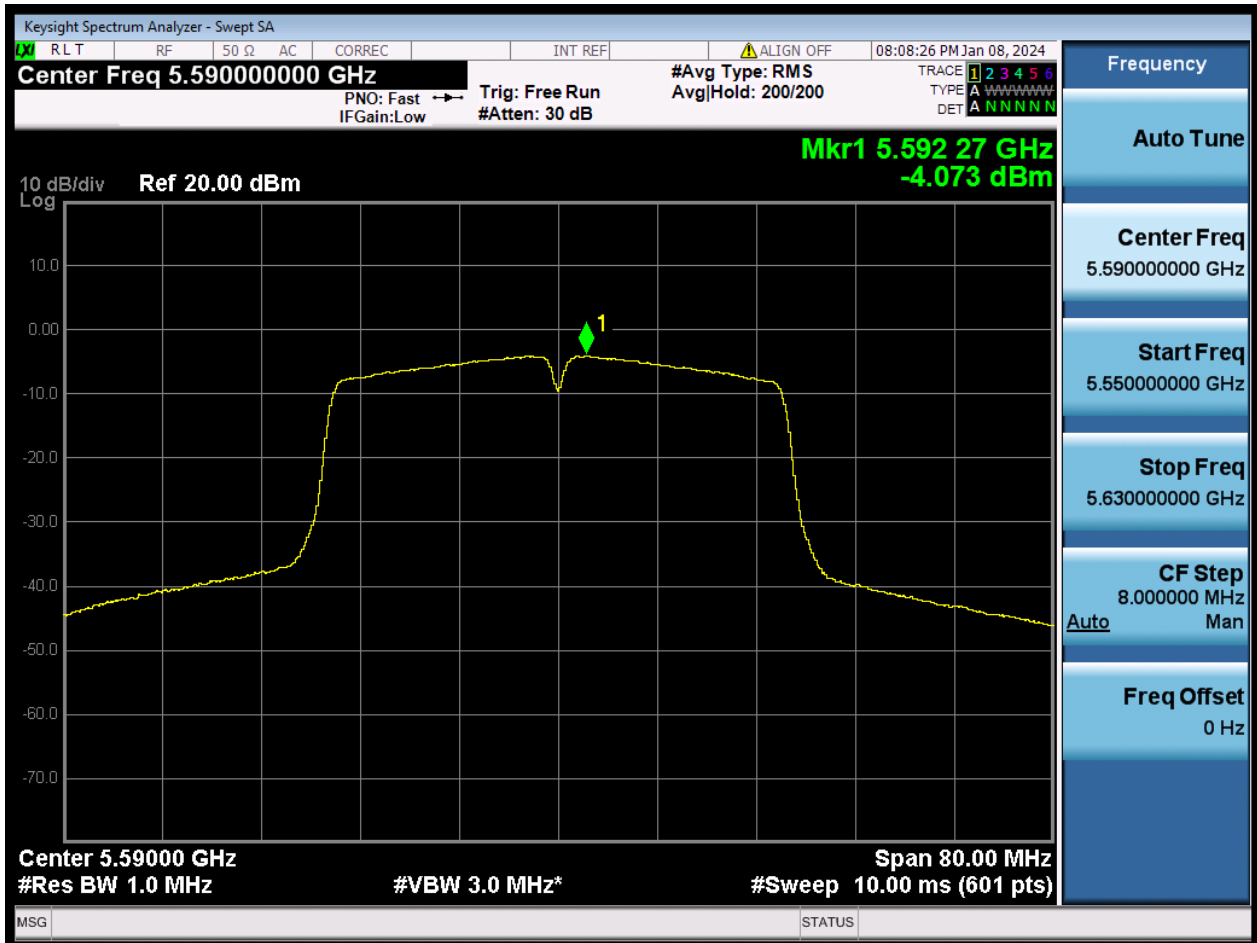 Keysight Spectrum Analyzer - Swept SA
LXI RLT RF 50 Ω AC CORREC INT REF ALIGN OFF 08:08:26 PM Jan 08, 2024
Center Freq 5.590000000 GHz
PNO: Fast
IFGain:Low
Trig: Free Run
#Atten: 30 dB
#Avg Type: RMS
Avg|Hold: 200/200
TRACE 1 2 3 4 5 6
TYPE A WWWWW
DET A N N N N N
Mkr1 5.592 27 GHz
-4.073 dBm
10 dB/div Ref 20.00 dBm
Log
10.0
0.00
-10.0
-20.0
-30.0
-40.0
-50.0
-60.0
-70.0
1
Center 5.59000 GHz Span 80.00 MHz
#Res BW 1.0 MHz #VBW 3.0 MHz* #Sweep 10.00 ms (601 pts)
MSG STATUS
Frequency
Auto Tune
Center Freq
5.590000000 GHz
Start Freq
5.550000000 GHz
Stop Freq
5.630000000 GHz
CF Step
8.000000 MHz
Auto Man
Freq Offset
0 Hz